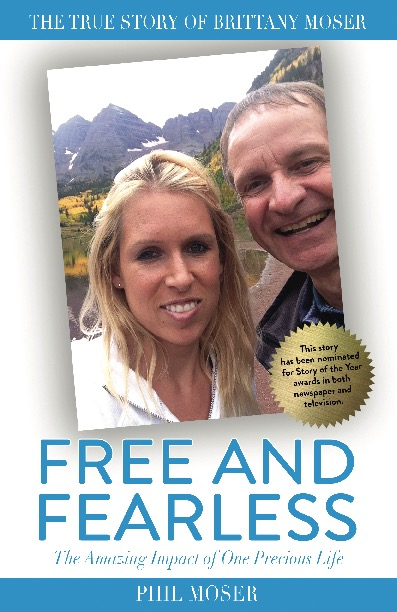 THE TRUE STORY OF BRITTANY MOSER
This story
has been nominated
for Story of the Year
awards in both
newspaper and
television.
FREE AND
FEARLESS
The Amazing Impact of One Precious Life
PHIL MOSER